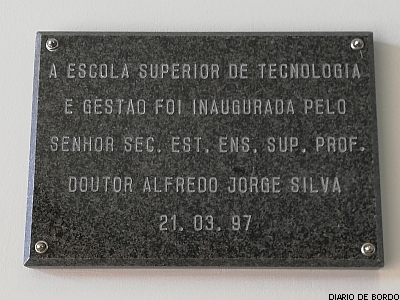 A ESCOLA SUPERIOR DE TECNOLOGIA
E GESTAO FOI INAUGURADA PELO
SENHOR SEC. EST. ENS. SUP. PROF.
DOUTOR ALFREDO JORGE SILVA
21. 03. 97
DIARIO DE BORDO